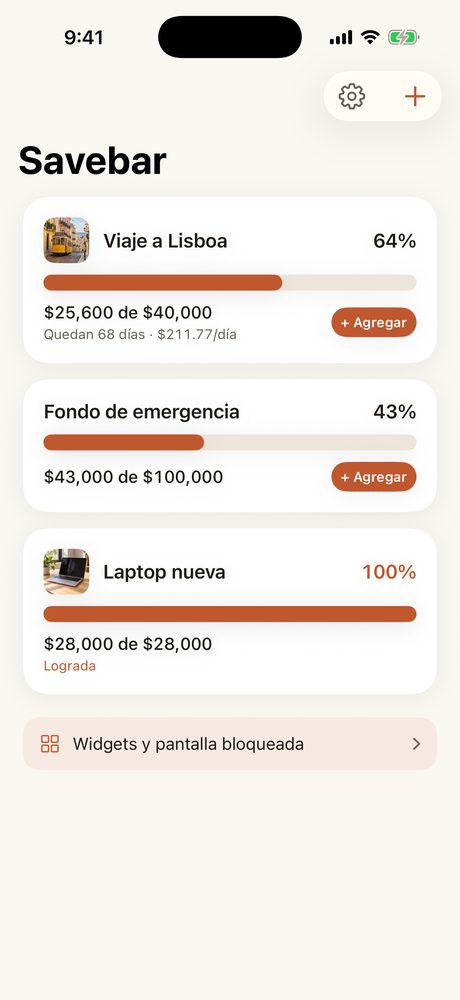 9:41
Savebar
Viaje a Lisboa 64%
$25,600 de $40,000
Quedan 68 días · $211.77/día
+ Agregar
Fondo de emergencia 43%
$43,000 de $100,000
+ Agregar
Laptop nueva 100%
$28,000 de $28,000
Lograda
Widgets y pantalla bloqueada